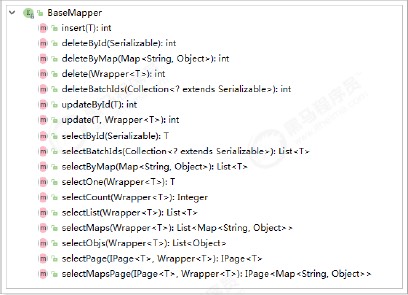 BaseMapper
insert(T): int
deleteById(Serializable): int
deleteByMap(Map<String, Object>): int
delete(Wrapper<T>): int
deleteBatchIds(Collection<? extends Serializable>): int
updateById(T): int
update(T, Wrapper<T>): int
selectById(Serializable): T
selectBatchIds(Collection<? extends Serializable>): List<T>
selectByMap(Map<String, Object>): List<T>
selectOne(Wrapper<T>): T
selectCount(Wrapper<T>): Integer
selectList(Wrapper<T>): List<T>
selectMaps(Wrapper<T>): List<Map<String, Object>>
selectObjs(Wrapper<T>): List<Object>
selectPage(IPage<T>, Wrapper<T>): IPage<T>
selectMapsPage(IPage<T>, Wrapper<T>): IPage<Map<String, Object>>